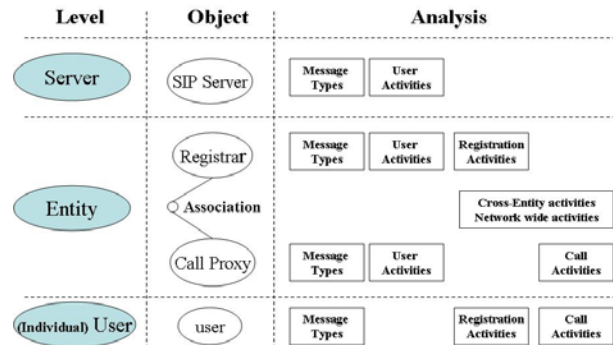 Level Object Analysis
Server SIP Server Message Types User Activities
Registrar Message Types User Activities Registration Activities
Entity Association Cross-Entity activities Network wide activities
Call Proxy Message Types User Activities Call Activities
(Individual) User user Message Types Registration Activities Call Activities